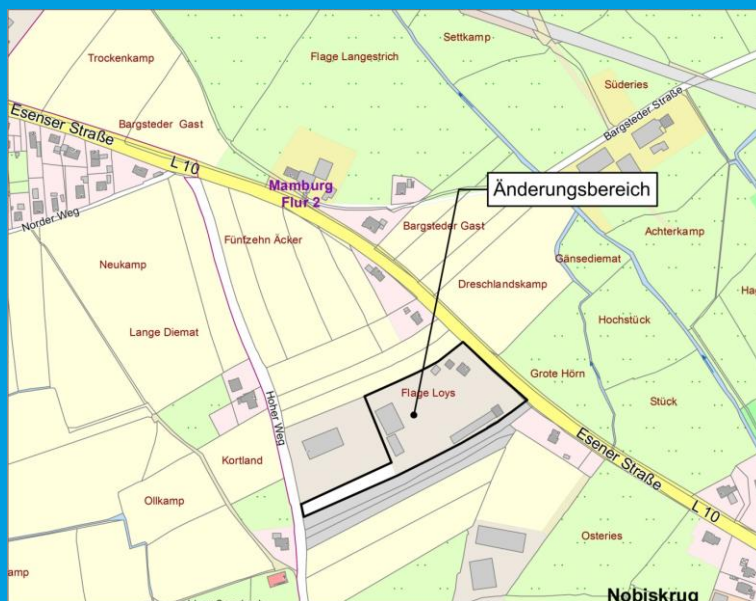 Trockenkamp
Flage Langestrich
Settkamp
Süderies
Bargsteder Straße
Esenser Straße
Bargsteder Gast
L 10
Mamburg
Flur 2
Änderungsbereich
Norder Weg
Fünfzehn Äcker
Bargsteder Gast
Achterkamp
Gänsediemat
Neukamp
Dreschlandskamp
Hochstück
Lange Diemat
Grote Hörn
Flage Loys
Stück
Hoher Weg
Kortland
Esener Straße
L 10
Ollkamp
Osteries
Nobiskrug